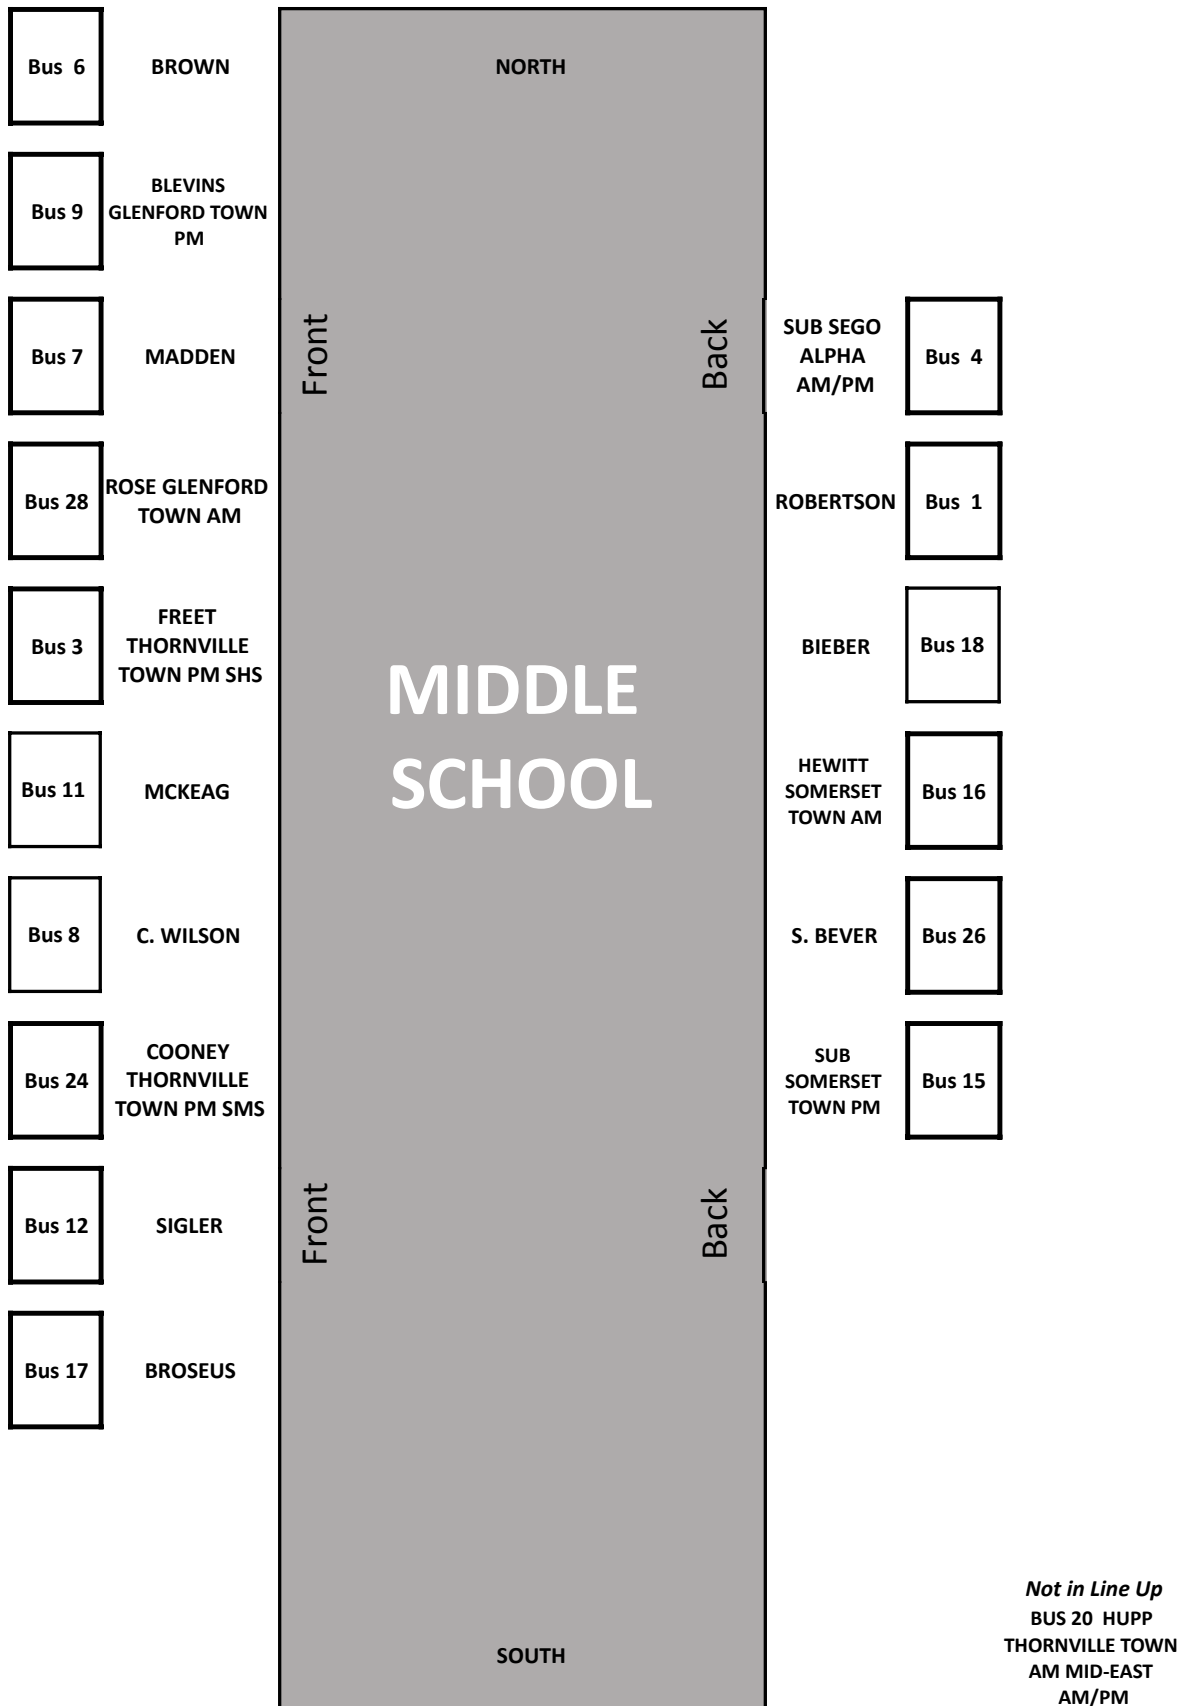 Bus 6
BROWN
NORTH
Bus 9
BLEVINS
GLENFORD TOWN
PM
Bus 7
MADDEN
Front
Back
SUB SEGO
ALPHA
AM/PM
Bus 4
Bus 28
ROSE GLENFORD
TOWN AM
ROBERTSON
Bus 1
Bus 3
FREET
THORNVILLE
TOWN PM SHS
BIEBER
Bus 18
MIDDLE
SCHOOL
Bus 11
MCKEAG
HEWITT
SOMERSET
TOWN AM
Bus 16
Bus 8
C. WILSON
S. BEVER
Bus 26
Bus 24
COONEY
THORNVILLE
TOWN PM SMS
SUB
SOMERSET
TOWN PM
Bus 15
Bus 12
SIGLER
Front
Back
Bus 17
BROSEUS
SOUTH
Not in Line Up
BUS 20 HUPP
THORNVILLE TOWN
AM MID-EAST
AM/PM